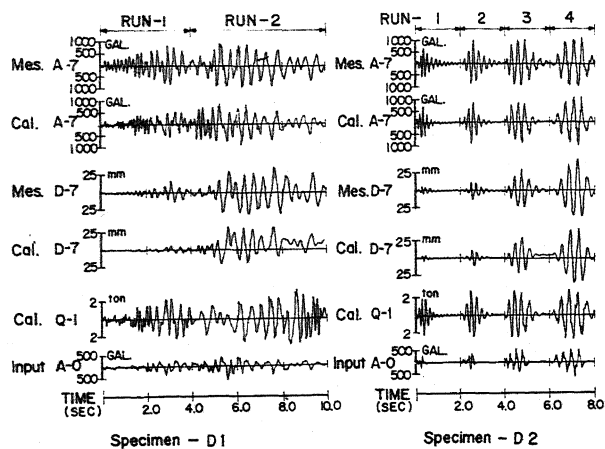 RUN-1 RUN-2
1000 GAL.
500
Mes. A-7
500
1000
1000 GAL.
500
Cal. A-7
500
1000
25 mm
Mes. D-7
25
25 mm
Cal. D-7
25
2 ton
Cal. Q-1
2
500 GAL.
Input A-0
500
TIME
(SEC) 2.0 4.0 6.0 8.0 10.0
Specimen - D1
RUN- 1 2 3 4
1000 GAL.
500
Mes. A-7
500
1000
1000 GAL.
500
Cal. A-7
500
1000
25 mm
Mes. D-7
25
25 mm
Cal. D-7
25
2 ton
Cal. Q-1
2
500 GAL.
Input A-0
500
TIME
(SEC) 2.0 4.0 6.0 8.0
Specimen - D2